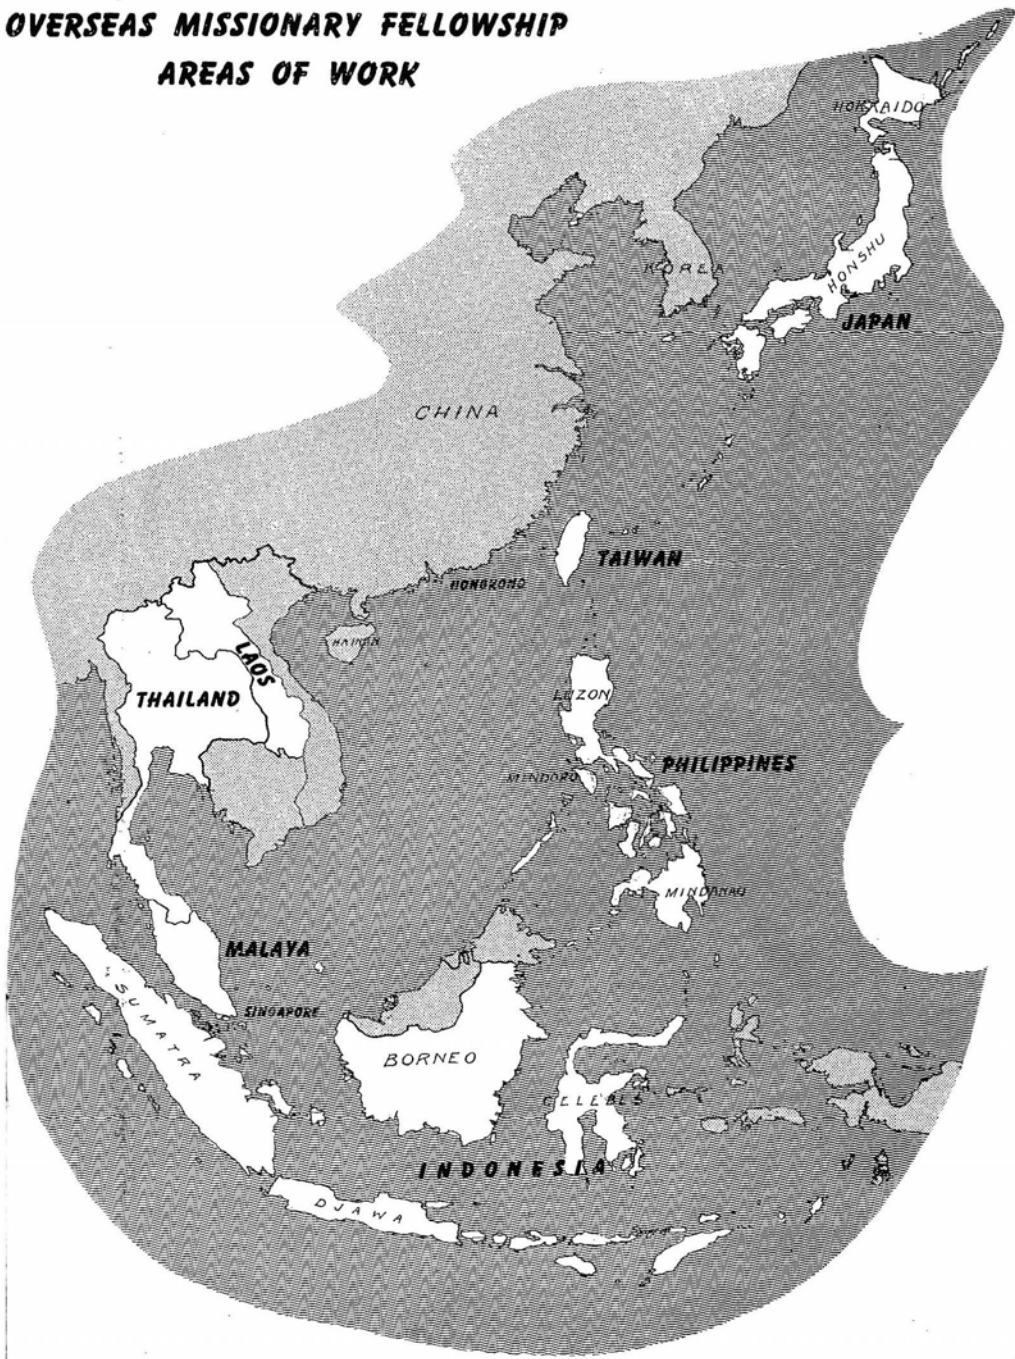 OVERSEAS MISSIONARY FELLOWSHIP
AREAS OF WORK
HOKKAIDO
HONSHU
KOREA
JAPAN
CHINA
TAIWAN
HONGKONG
HAINAN
LAOS
THAILAND
LUZON
PHILIPPINES
MINDORO
MINDANAO
MALAYA
SINGAPORE
SUMATRA
BORNEO
CELEBES
INDONESIA
DJAWA